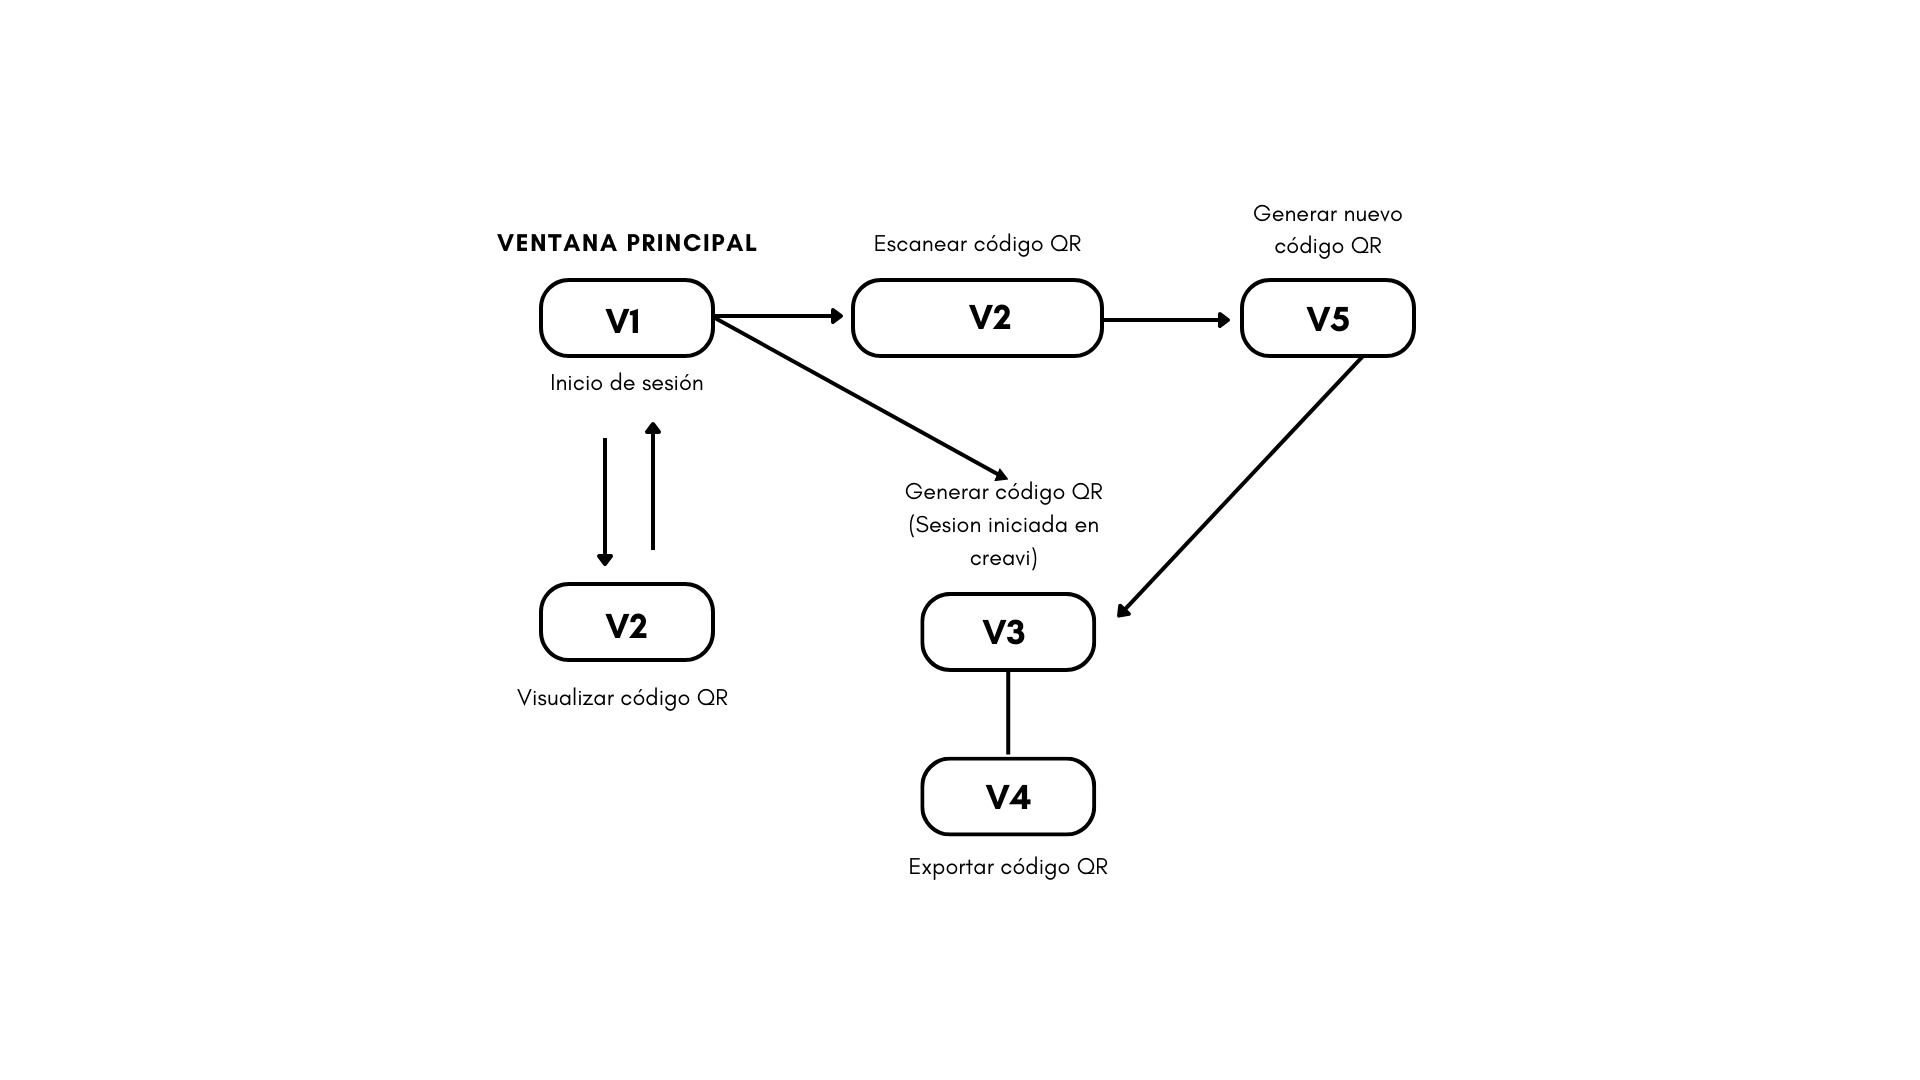 VENTANA PRINCIPAL
Escanear código QR
Generar nuevo
código QR
V1
V2
V5
Inicio de sesión
Generar código QR
(Sesion iniciada en
creavi)
V2
V3
Visualizar código QR
V4
Exportar código QR